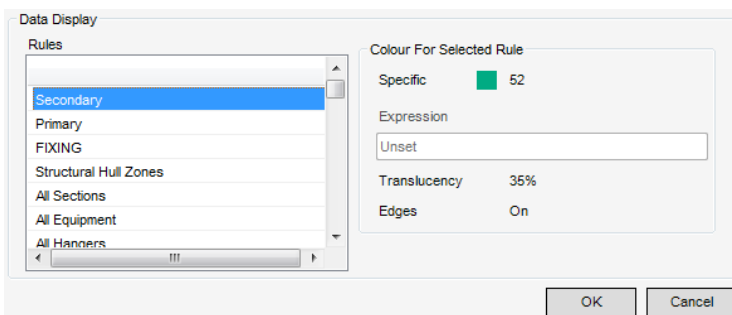 Data Display
Rules
Secondary
Primary
FIXING
Structural Hull Zones
All Sections
All Equipment
All Hangers
Colour For Selected Rule
Specific 52
Expression
Unset
Translucency 35%
Edges On
OK Cancel